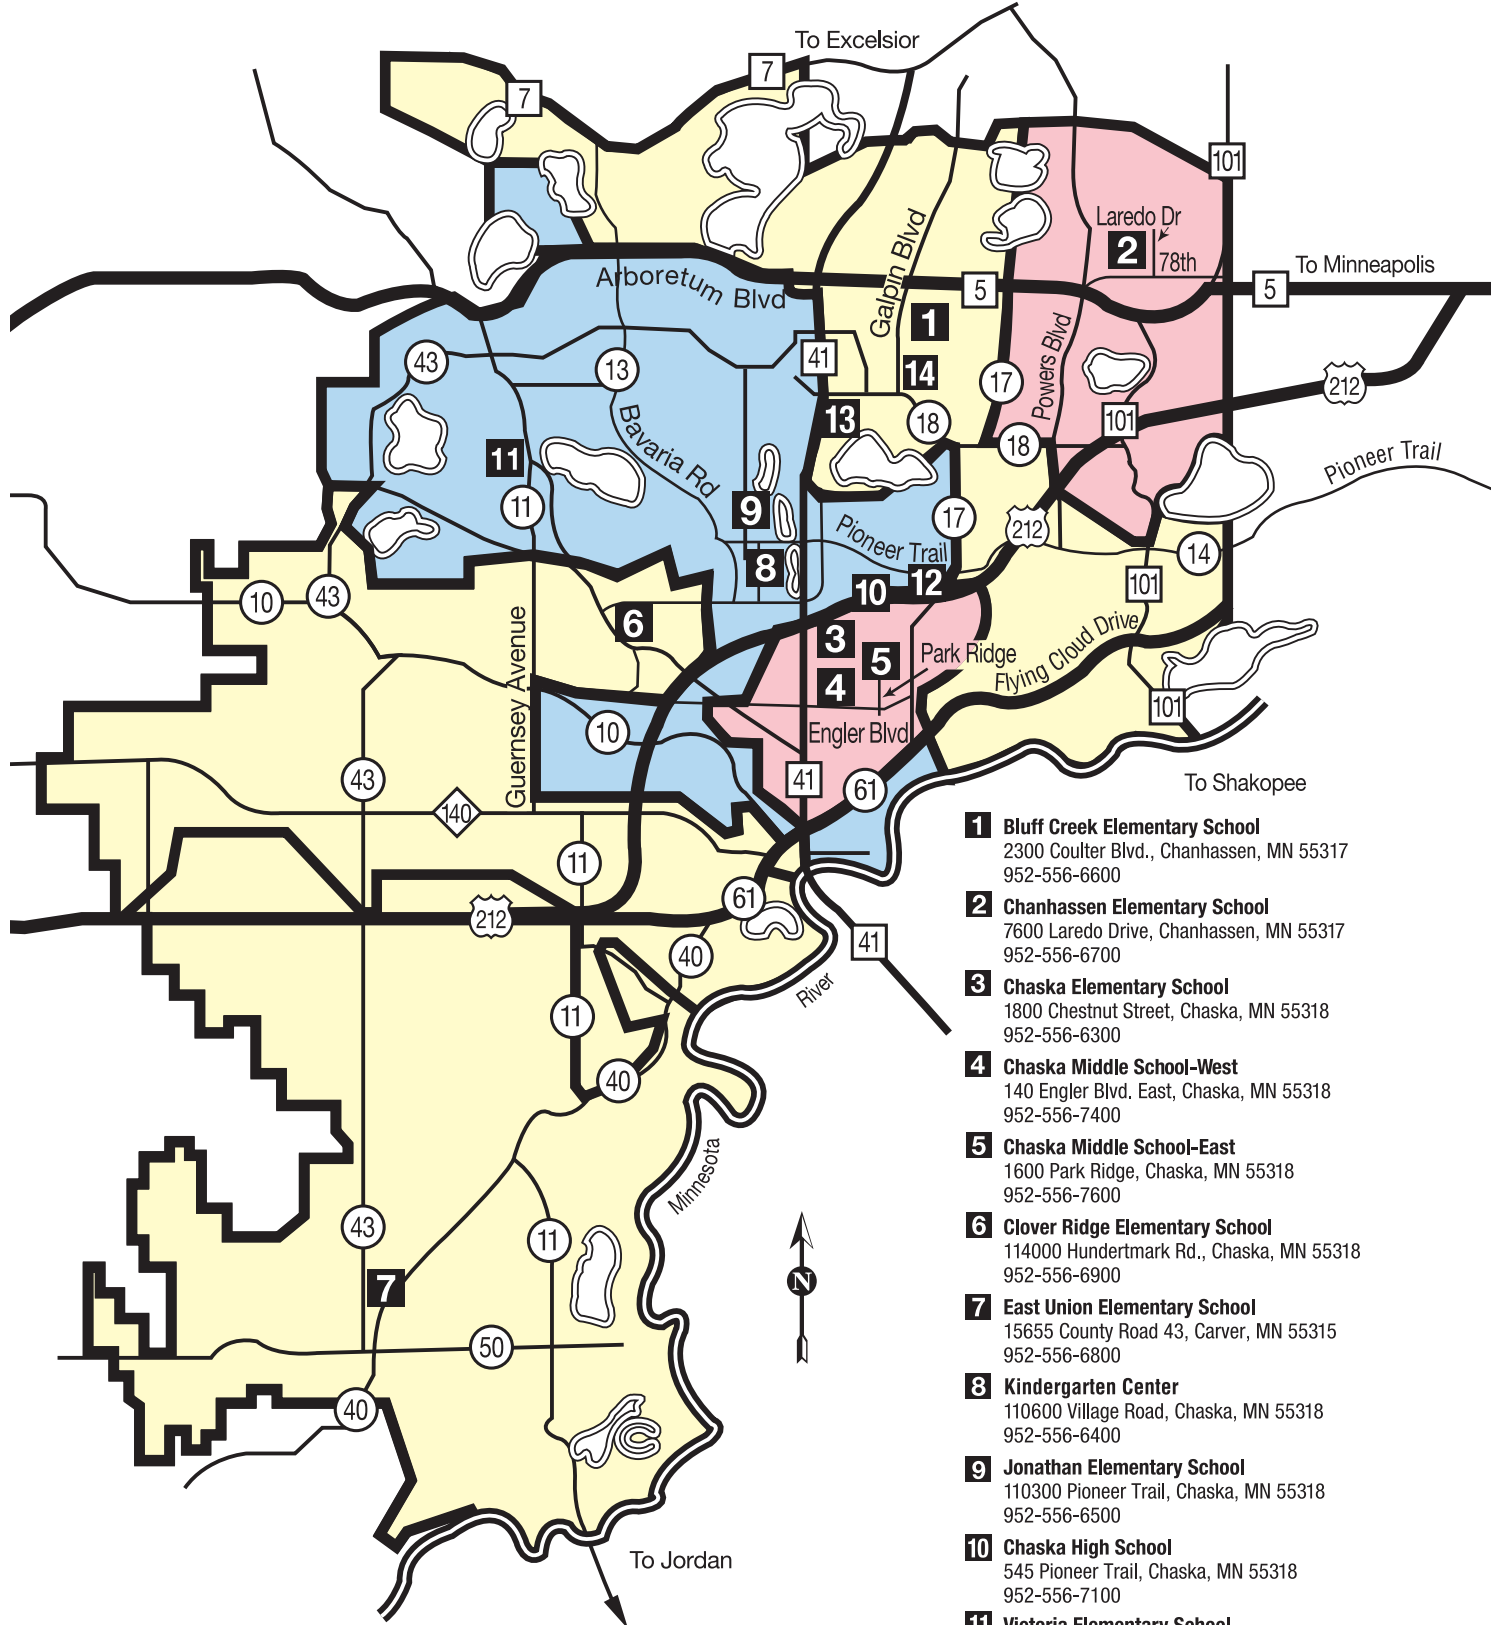 To Excelsior
7
7
101
Laredo Dr
2
78th
To Minneapolis
Galpin Blvd
Arboretum Blvd
5
5
1
41
43
13
14
17
Powers Blvd
212
Bavaria Rd
13
18
101
18
11
Pioneer Trail
11
9
17
212
Pioneer Trail
14
8
10
12
101
10
43
6
3
5
Park Ridge
Flying Cloud Drive
4
Guernsey Avenue
10
Engler Blvd
101
43
41
61
140
To Shakopee
11
61
212
40
41
River
11
40
Minnesota
43
11
N
7
50
40
To Jordan
1 Bluff Creek Elementary School
2300 Coulter Blvd., Chanhassen, MN 55317
952-556-6600
2 Chanhassen Elementary School
7600 Laredo Drive, Chanhassen, MN 55317
952-556-6700
3 Chaska Elementary School
1800 Chestnut Street, Chaska, MN 55318
952-556-6300
4 Chaska Middle School-West
140 Engler Blvd. East, Chaska, MN 55318
952-556-7400
5 Chaska Middle School-East
1600 Park Ridge, Chaska, MN 55318
952-556-7600
6 Clover Ridge Elementary School
114000 Hundertmark Rd., Chaska, MN 55318
952-556-6900
7 East Union Elementary School
15655 County Road 43, Carver, MN 55315
952-556-6800
8 Kindergarten Center
110600 Village Road, Chaska, MN 55318
952-556-6400
9 Jonathan Elementary School
110300 Pioneer Trail, Chaska, MN 55318
952-556-6500
10 Chaska High School
545 Pioneer Trail, Chaska, MN 55318
952-556-7100
11 Victoria Elementary School